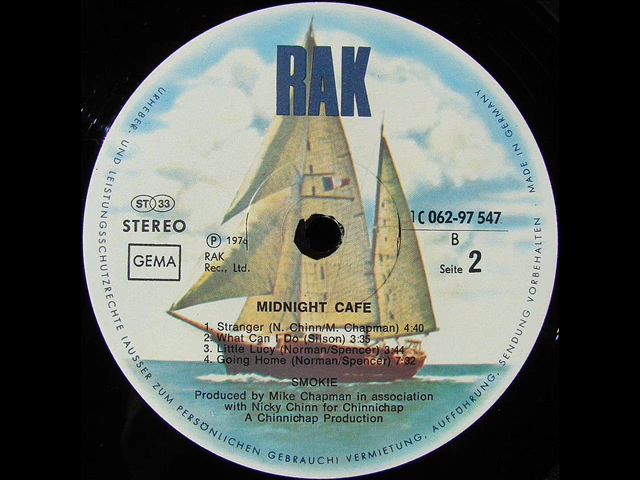 RAK
URHEBER- UND LEISTUNGSSCHUTZRECHTE (AUSSER ZUM PERSÖNLICHEN GEBRAUCH) VERMIETUNG, AUFFÜHRUNG, SENDUNG VORBEHALTEN · MADE IN GERMANY
ST 33
STEREO
GEMA
Ⓟ 1976
RAK
Rec., Ltd.
1C 062-97 547
B
Seite 2
MIDNIGHT CAFE
1. Stranger (N. Chinn/M. Chapman) 4:40
2. What Can I Do (Silson) 3:35
3. Little Lucy (Norman/Spencer) 3:44
4. Going Home (Norman/Spencer) 7:32
SMOKIE
Produced by Mike Chapman in association
with Nicky Chinn for Chinnichap
A Chinnichap Production